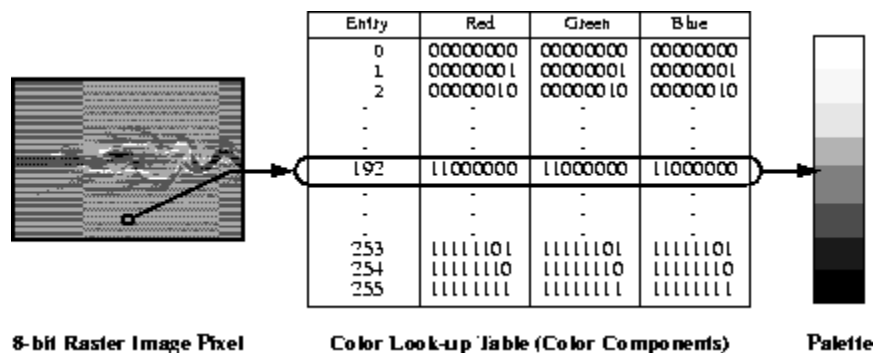 Entry Red Green Blue
0 00000000 00000000 00000000
1 00000001 00000001 00000001
2 00000010 00000010 00000010
- - - -
- - - -
- - - -
192 11000000 11000000 11000000
- - - -
- - - -
- - - -
253 11111101 11111101 11111101
254 11111110 11111110 11111110
255 11111111 11111111 11111111
8-bit Raster Image Pixel Color Look-up Table (Color Components) Palette